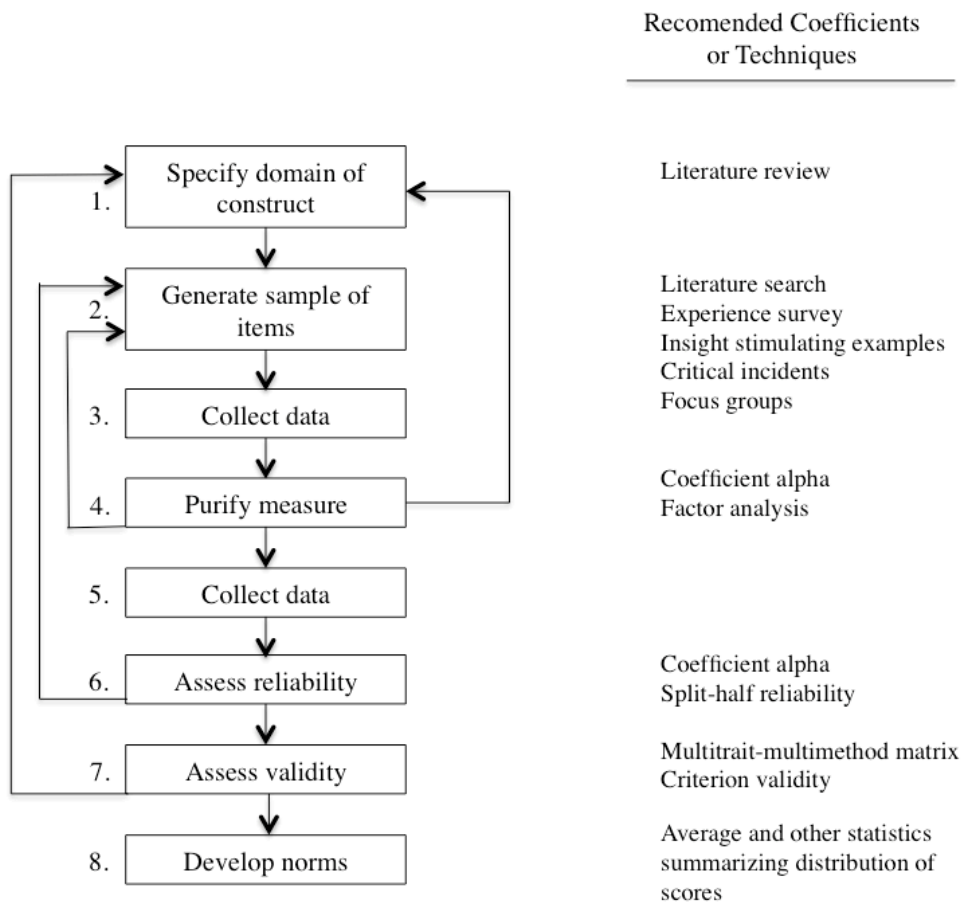 Recomended Coefficients
or Techniques
1.
Specify domain of
construct
Literature review
2.
Generate sample of
items
Literature search
Experience survey
Insight stimulating examples
Critical incidents
Focus groups
3.
Collect data
4.
Purify measure
Coefficient alpha
Factor analysis
5.
Collect data
6.
Assess reliability
Coefficient alpha
Split-half reliability
7.
Assess validity
Multitrait-multimethod matrix
Criterion validity
8.
Develop norms
Average and other statistics
summarizing distribution of
scores